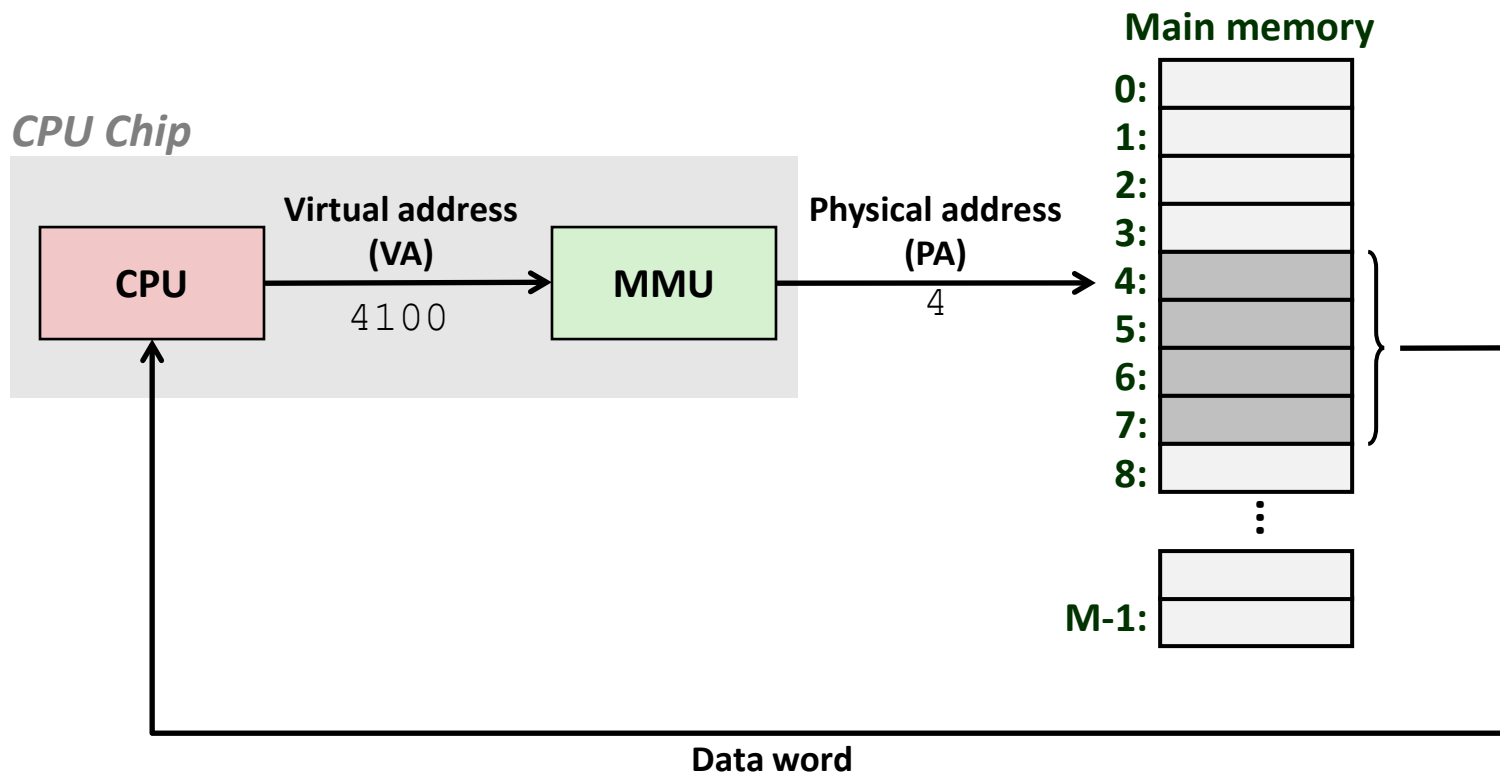 Main memory
0:
CPU Chip
1:
2:
Virtual address
(VA)
Physical address
(PA)
3:
CPU
MMU
4:
4100
4
5:
6:
7:
8:
⋮
M-1:
Data word